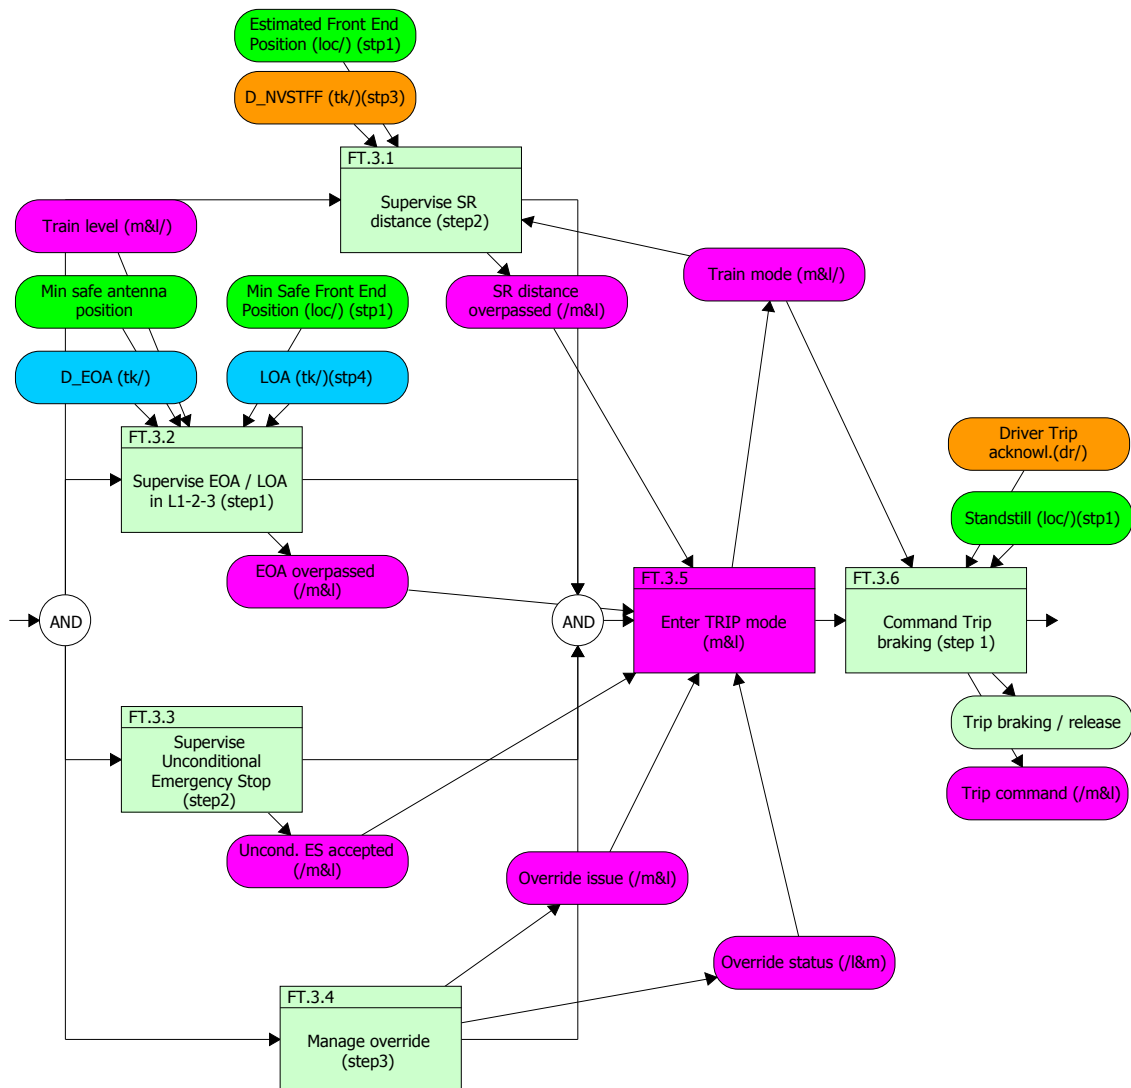 Estimated Front End
Position (loc/) (stp1)
D_NVSTFF (tk/)(stp3)
FT.3.1
Supervise SR
distance (step2)
Train level (m&l/)
Train mode (m&l/)
Min safe antenna
position
Min Safe Front End
Position (loc/) (stp1)
SR distance
overpassed (/m&l)
D_EOA (tk/)
LOA (tk/)(stp4)
FT.3.2
Supervise EOA / LOA
in L1-2-3 (step1)
Driver Trip
acknowl.(dr/)
Standstill (loc/)(stp1)
EOA overpassed
(/m&l)
AND
AND
FT.3.5
Enter TRIP mode
(m&l)
FT.3.6
Command Trip
braking (step 1)
FT.3.3
Supervise
Unconditional
Emergency Stop
(step2)
Trip braking / release
Trip command (/m&l)
Uncond. ES accepted
(/m&l)
Override issue (/m&l)
Override status (/l&m)
FT.3.4
Manage override
(step3)